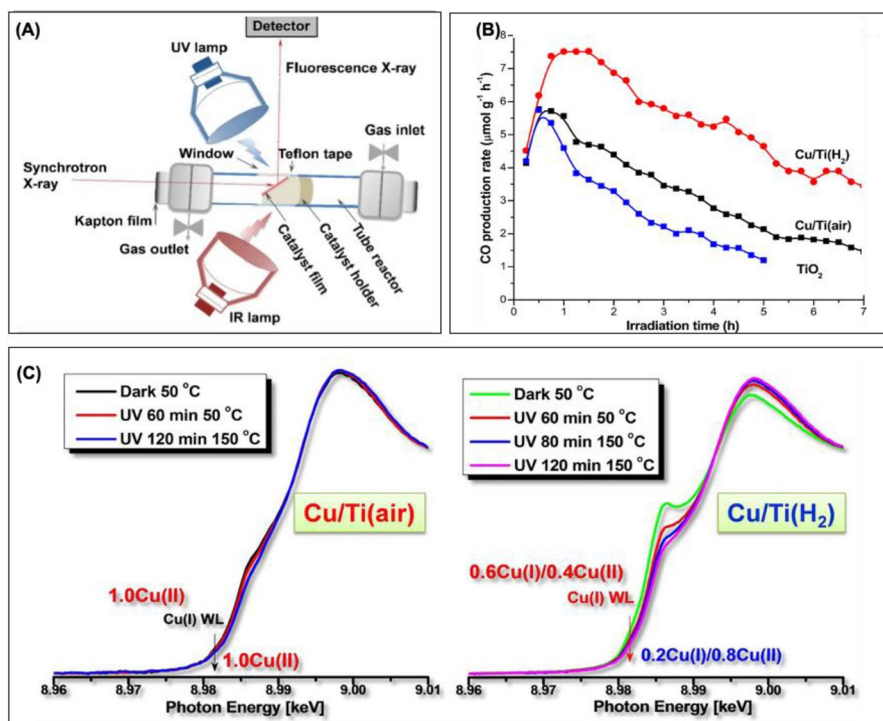 (A)
Detector
UV lamp
Fluorescence X-ray
Gas inlet
Window
Teflon tape
Synchrotron
X-ray
Kapton film
Gas outlet
Catalyst film
Catalyst holder
Tube reactor
IR lamp
(B)
CO production rate (μmol g⁻¹ h⁻¹)
8
7
6
5
4
3
2
1
0
Cu/Ti(H₂)
Cu/Ti(air)
TiO₂
0 1 2 3 4 5 6 7
Irradiation time (h)
(C)
Dark 50 °C
UV 60 min 50 °C
UV 120 min 150 °C
Cu/Ti(air)
1.0Cu(II)
Cu(I) WL
1.0Cu(II)
8.96 8.97 8.98 8.99 9.00 9.01
Photon Energy [keV]
Dark 50 °C
UV 60 min 50 °C
UV 80 min 150 °C
UV 120 min 150 °C
Cu/Ti(H₂)
0.6Cu(I)/0.4Cu(II)
Cu(I) WL
0.2Cu(I)/0.8Cu(II)
8.96 8.97 8.98 8.99 9.00 9.01
Photon Energy [keV]